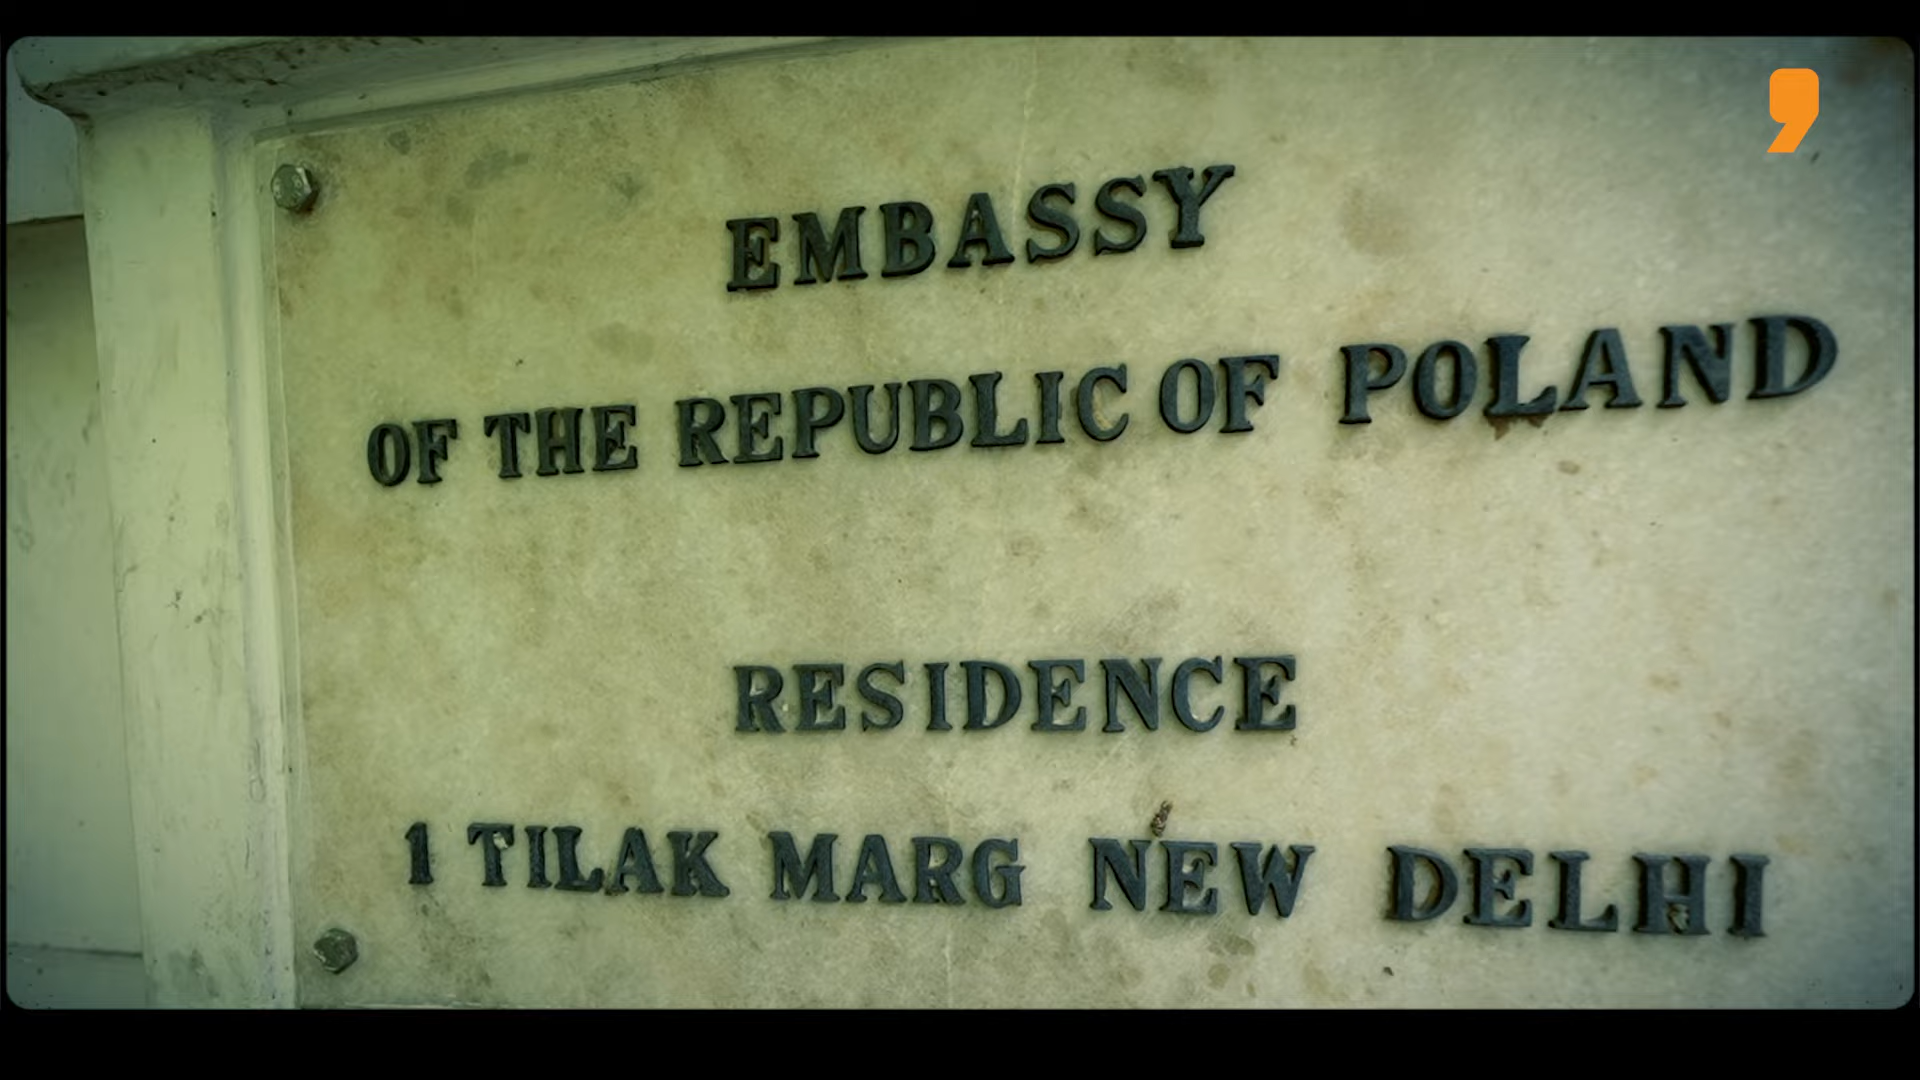 EMBASSY
OF THE REPUBLIC OF POLAND
RESIDENCE
1 TILAK MARG NEW DELHI